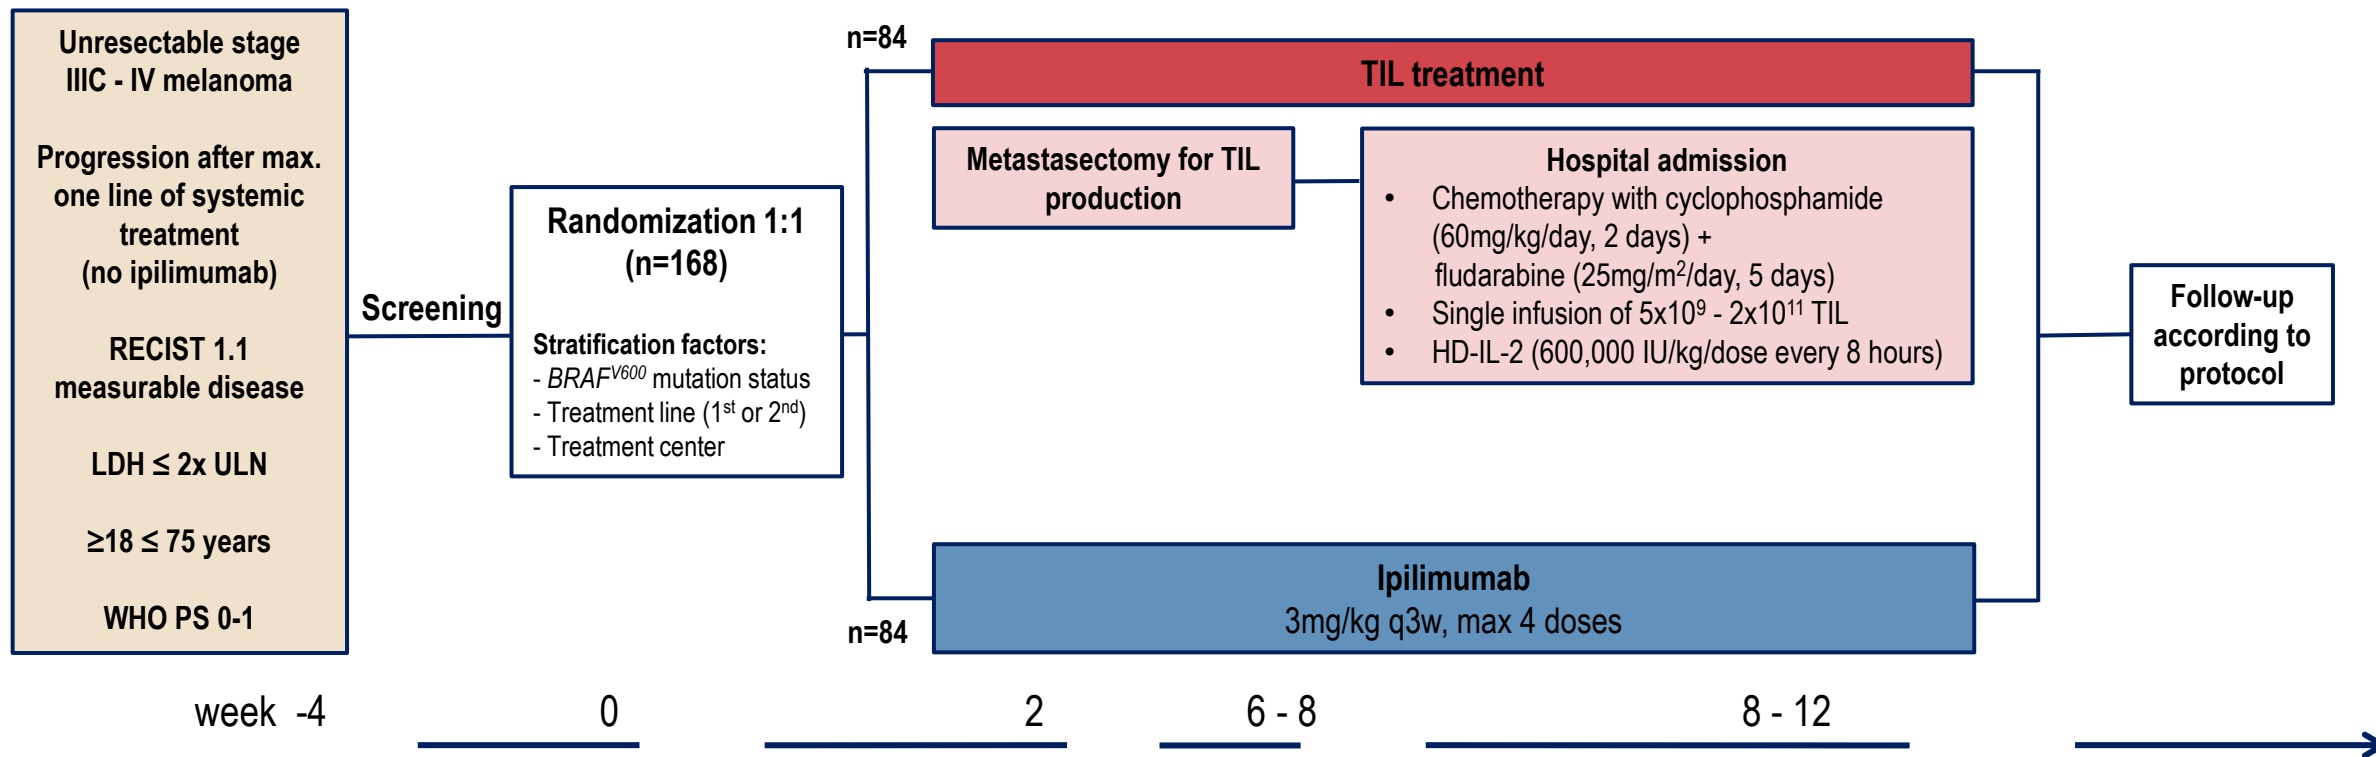 Unresectable stage
IIIC - IV melanoma
Progression after max.
one line of systemic
treatment
(no ipilimumab)
RECIST 1.1
measurable disease
LDH ≤ 2x ULN
≥18 ≤ 75 years
WHO PS 0-1
Screening
Randomization 1:1
(n=168)
Stratification factors:
- BRAF^V600 mutation status
- Treatment line (1st or 2nd)
- Treatment center
n=84
TIL treatment
Metastasectomy for TIL
production
Hospital admission
• Chemotherapy with cyclophosphamide
(60mg/kg/day, 2 days) +
fludarabine (25mg/m²/day, 5 days)
• Single infusion of 5x10⁹ - 2x10¹¹ TIL
• HD-IL-2 (600,000 IU/kg/dose every 8 hours)
n=84
Ipilimumab
3mg/kg q3w, max 4 doses
Follow-up
according to
protocol
week -4 0 2 6 - 8 8 - 12